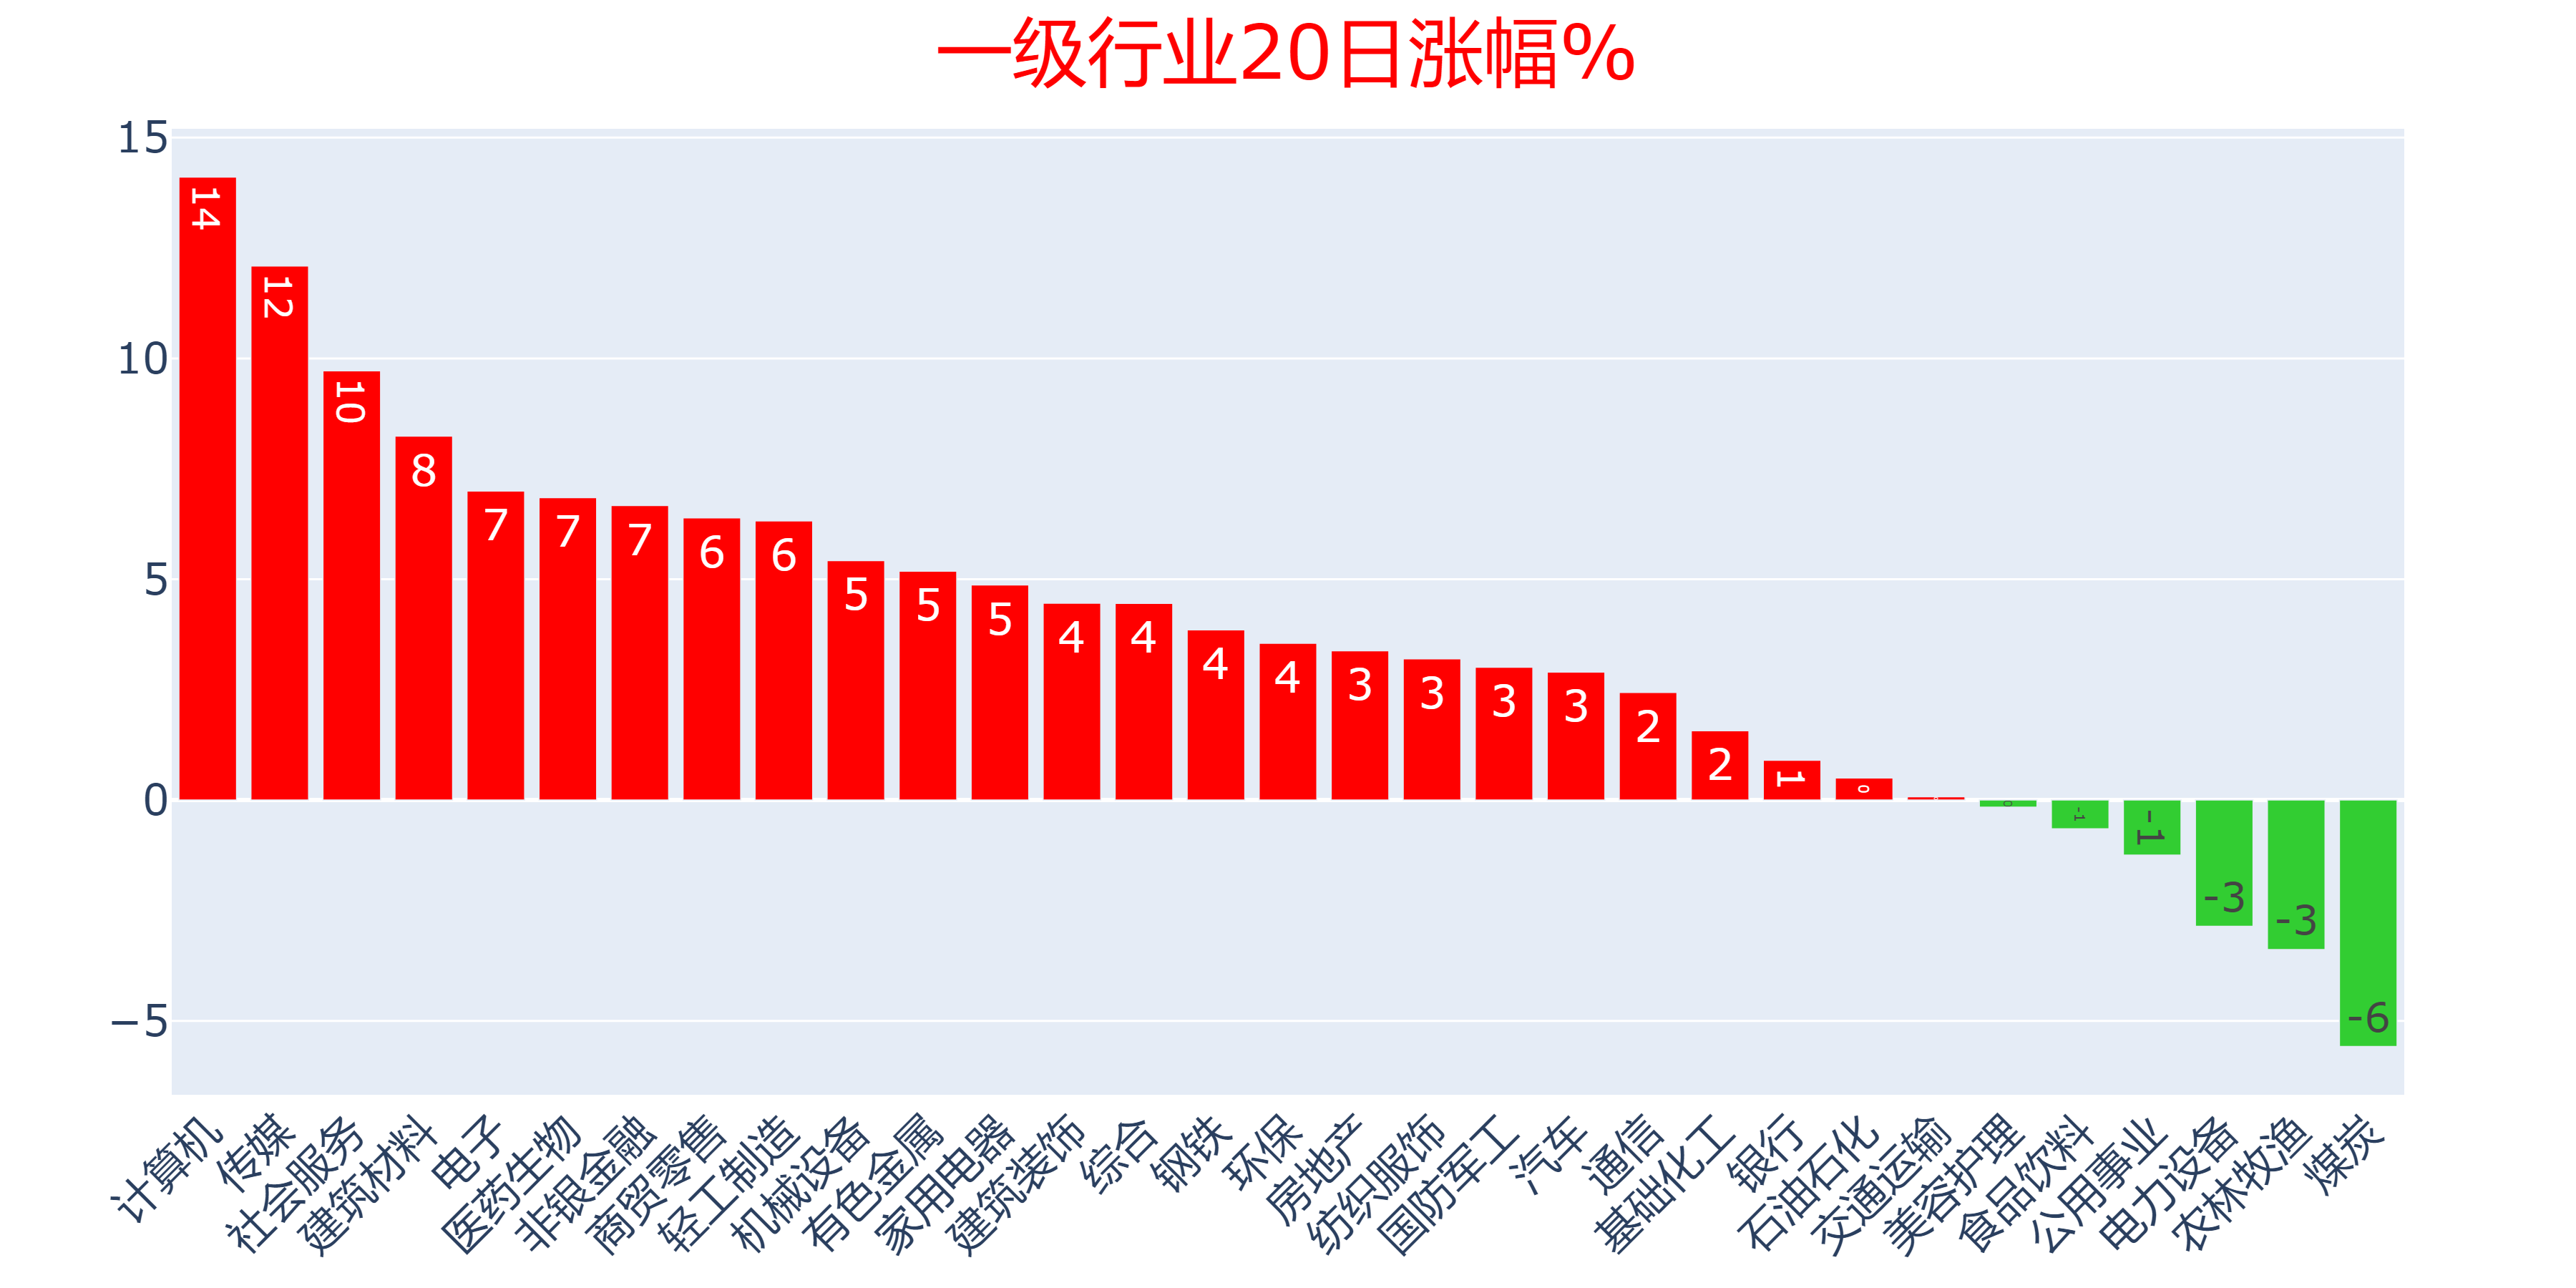 一级行业20日涨幅%
15
10
5
0
−5
14
12
10
8
7
7
7
6
6
5
5
5
4
4
4
4
3
3
3
3
2
2
1
0
0
-1
-1
-3
-3
-6
计算机
传媒
社会服务
建筑材料
电子
医药生物
非银金融
商贸零售
轻工制造
机械设备
有色金属
家用电器
建筑装饰
综合
钢铁
环保
房地产
纺织服饰
国防军工
汽车
通信
基础化工
银行
石油石化
交通运输
美容护理
食品饮料
公用事业
电力设备
农林牧渔
煤炭